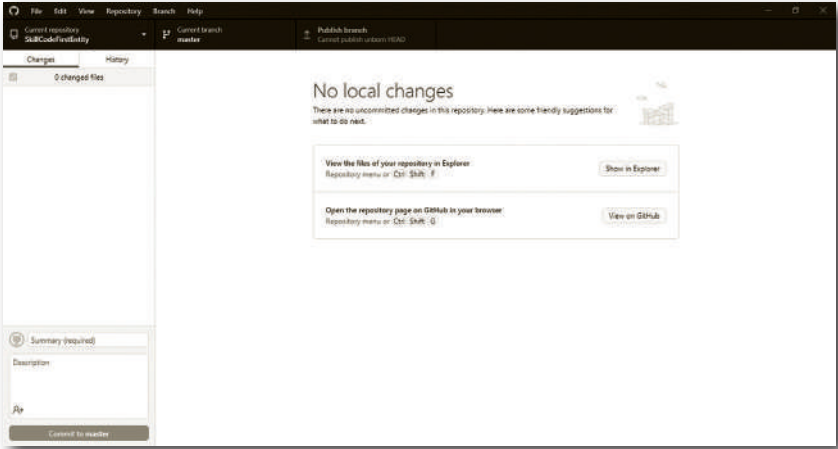 File Edit View Repository Branch Help
Current repository
SkillCodeFirstEntity
Current branch
master
Publish branch
Cannot publish unborn HEAD
Changes History
0 changed files
No local changes
There are no uncommitted changes in this repository. Here are some friendly suggestions for
what to do next.
View the files of your repository in Explorer
Repository menu or Ctrl Shift F
Show in Explorer
Open the repository page on GitHub in your browser
Repository menu or Ctrl Shift G
View on GitHub
Summary (required)
Description
Commit to master